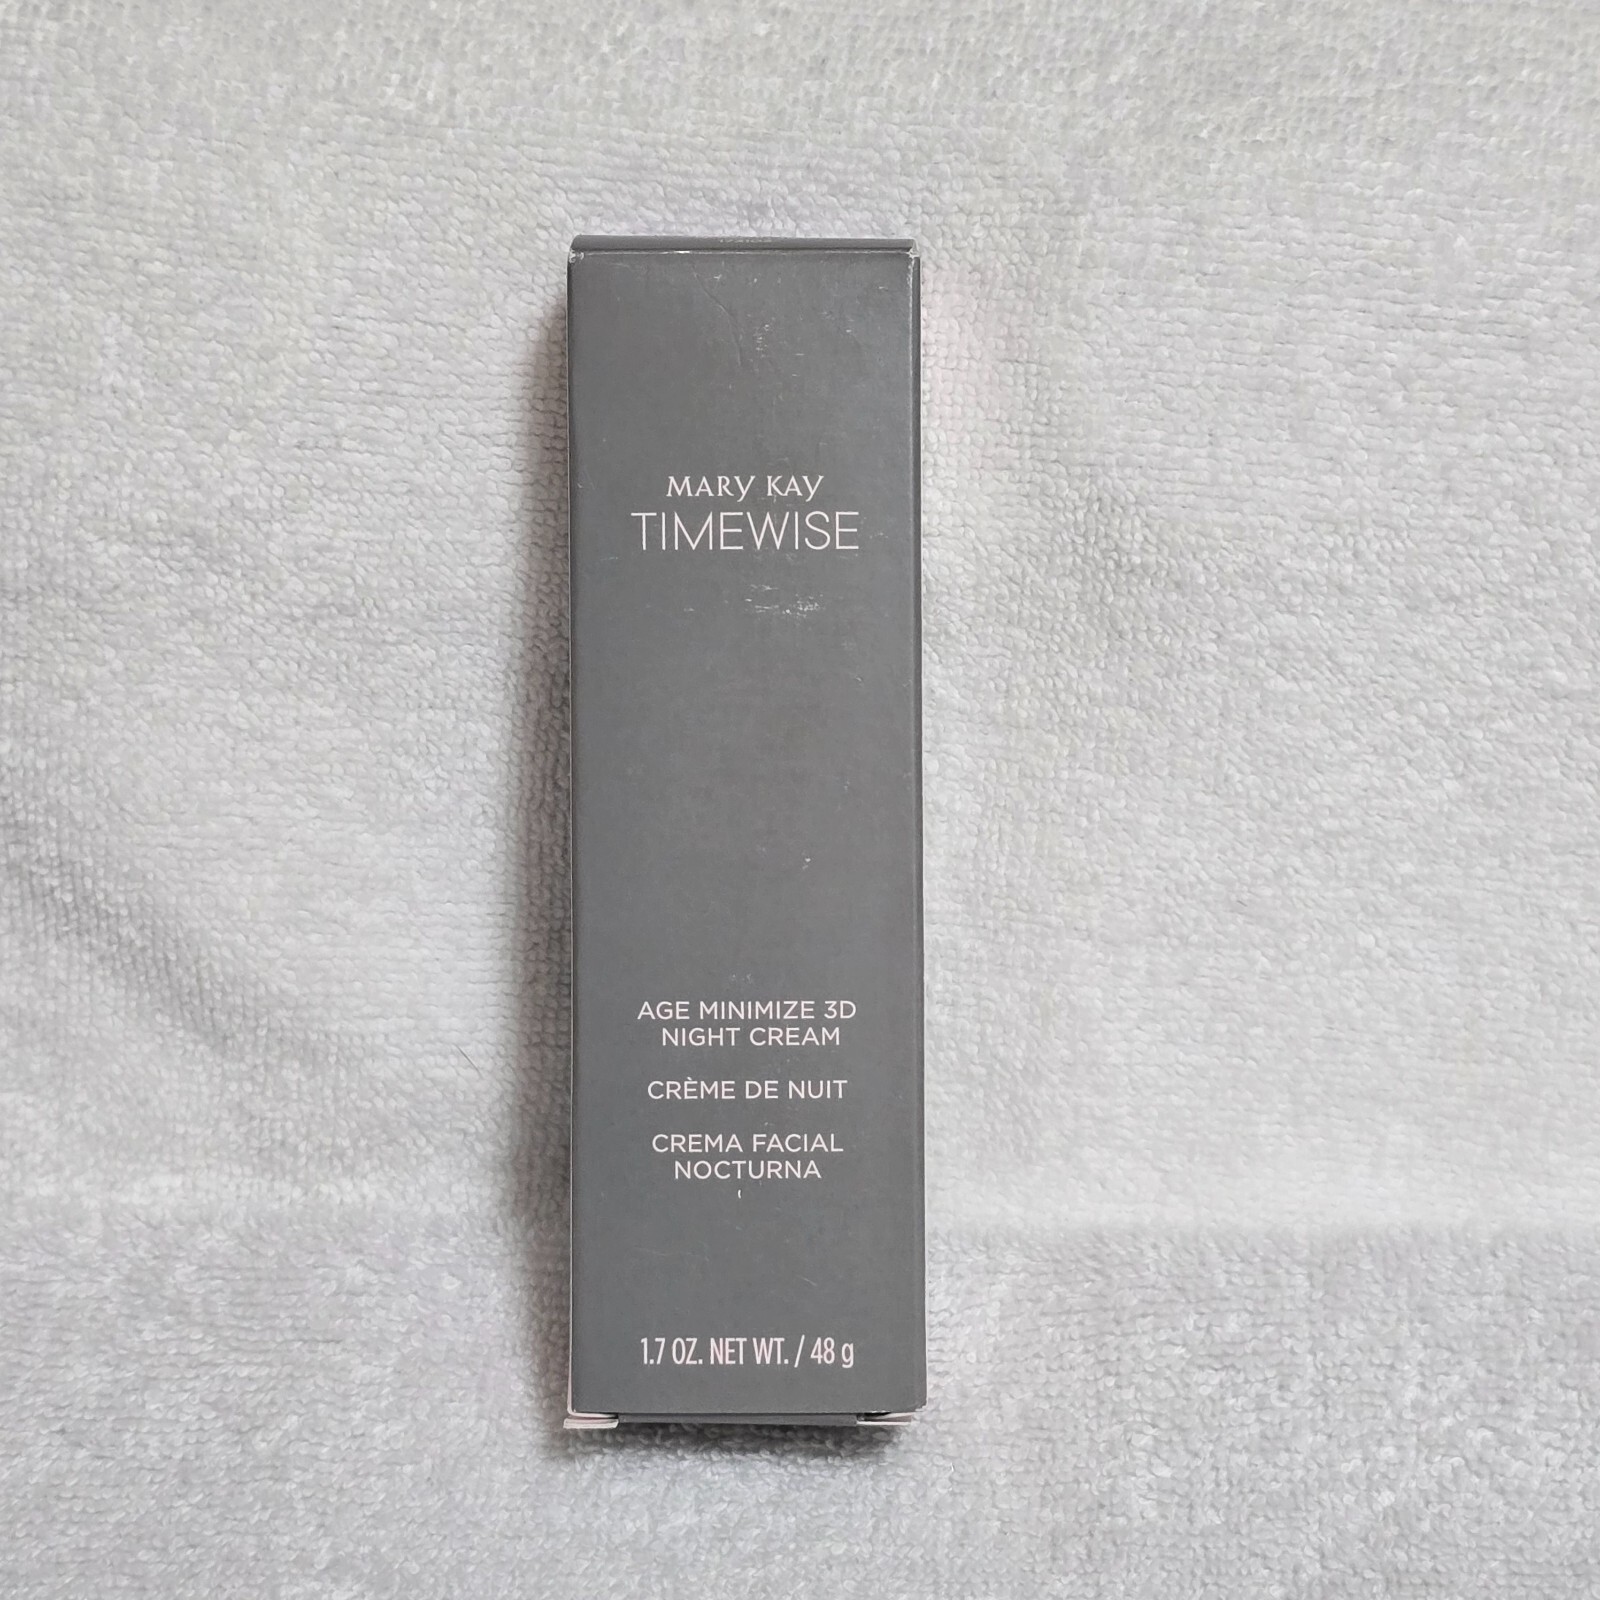 MARY KAY
TIMEWISE
AGE MINIMIZE 3D
NIGHT CREAM
CRÈME DE NUIT
CREMA FACIAL
NOCTURNA
1.7 OZ. NET WT. / 48 g